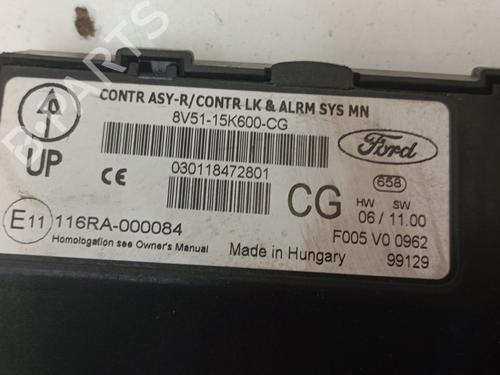 CONTR ASY-R/CONTR LK & ALRM SYS MN
8V51-15K600-CG
Ford
UP
CE
030118472801
CG
658
HW SW
06 / 11.00
E11 116RA-000084
F005 V0 0962
Homologation see Owner's Manual
Made in Hungary
99129